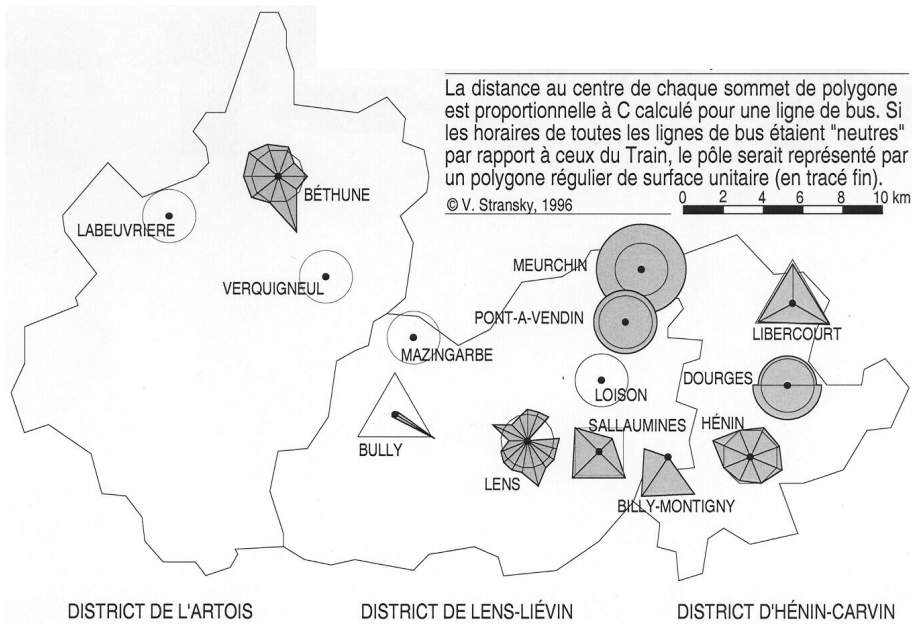 La distance au centre de chaque sommet de polygone
est proportionnelle à C calculé pour une ligne de bus. Si
les horaires de toutes les lignes de bus étaient "neutres"
par rapport à ceux du Train, le pôle serait représenté par
un polygone régulier de surface unitaire (en tracé fin).
© V. Stransky, 1996
0 2 4 6 8 10 km
BÉTHUNE
LABEUVRIERE
VERQUIGNEUL
MEURCHIN
PONT-A-VENDIN
LIBERCOURT
MAZINGARBE
DOURGES
LOISON
SALLAUMINES
HÉNIN
BULLY
LENS
BILLY-MONTIGNY
DISTRICT DE L'ARTOIS
DISTRICT DE LENS-LIÉVIN
DISTRICT D'HÉNIN-CARVIN